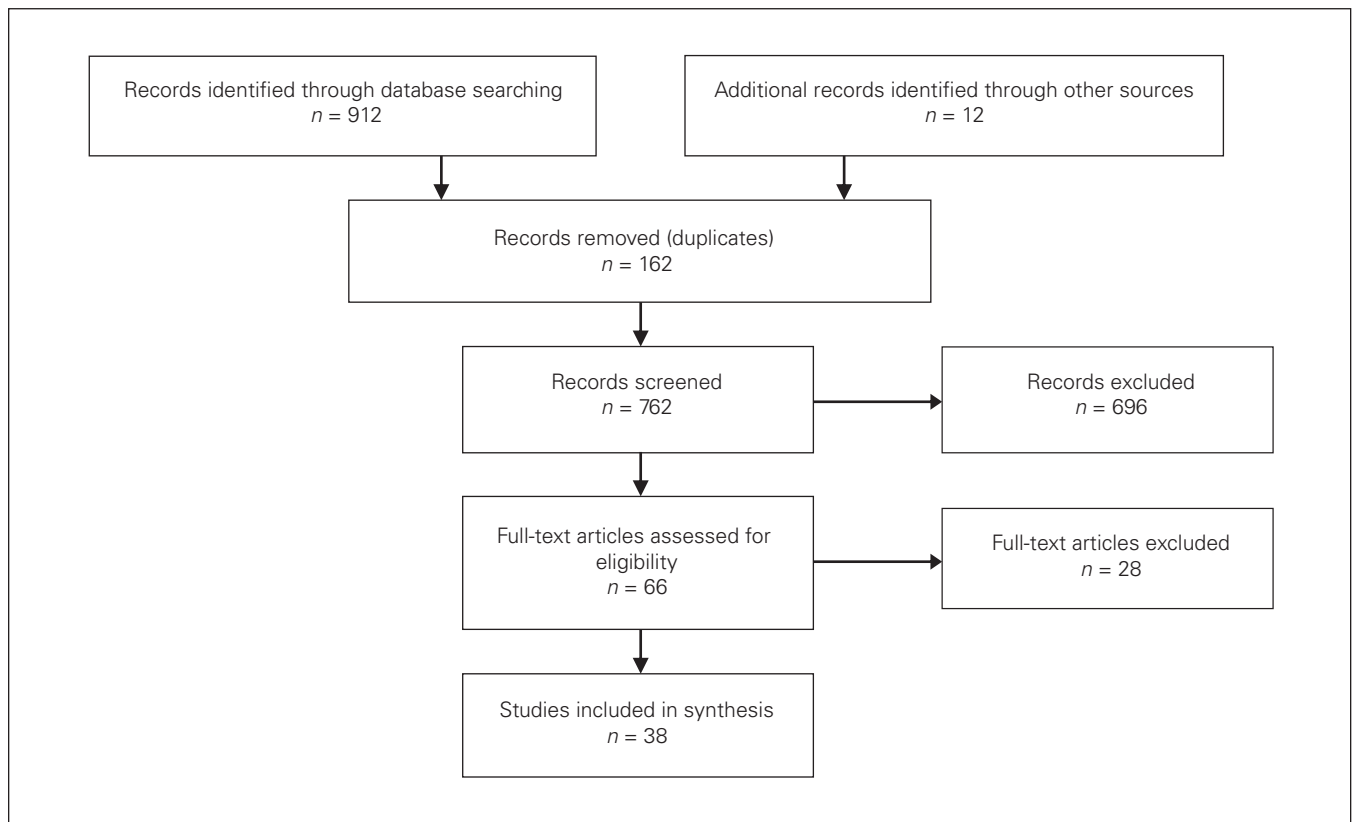 Records identified through database searching
n = 912
Additional records identified through other sources
n = 12
Records removed (duplicates)
n = 162
Records screened
n = 762
Records excluded
n = 696
Full-text articles assessed for
eligibility
n = 66
Full-text articles excluded
n = 28
Studies included in synthesis
n = 38